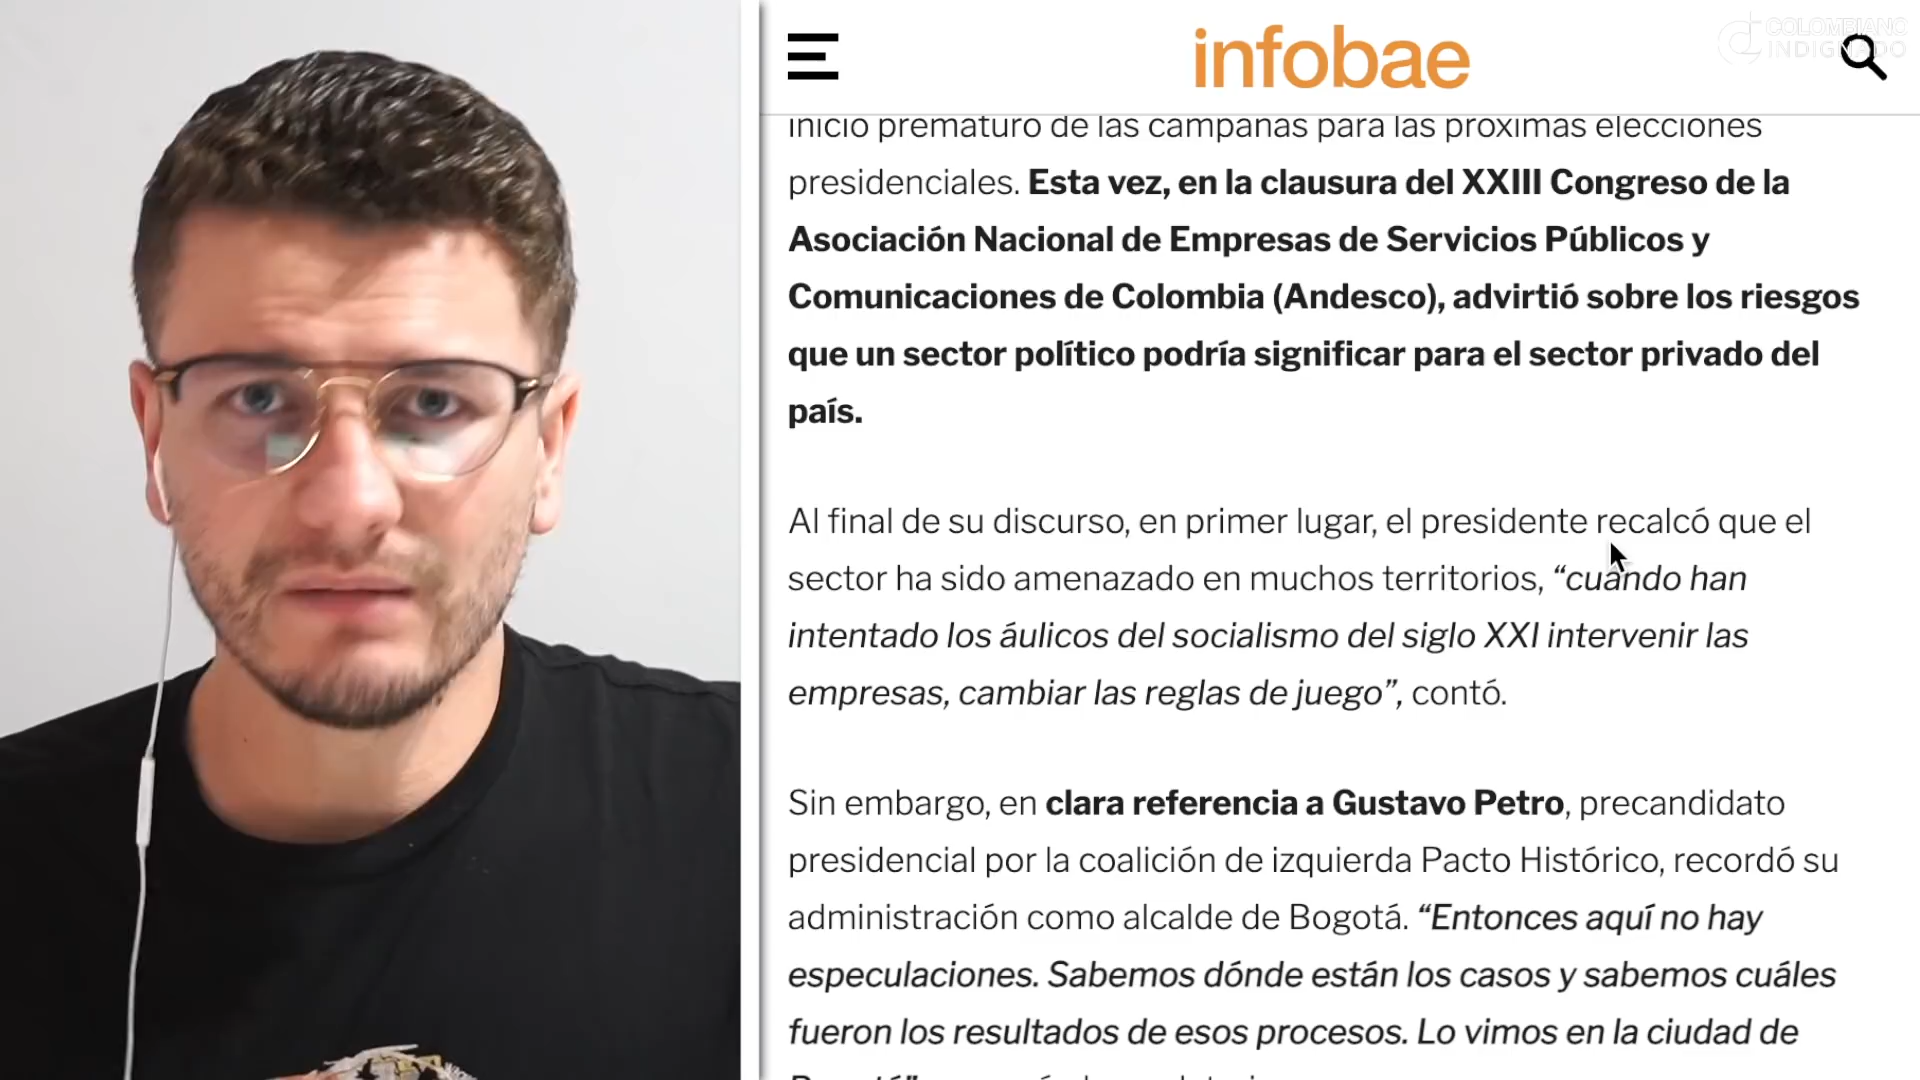 infobae
COLOMBIANO
INDIGNADO
inicio prematuro de las campañas para las próximas elecciones
presidenciales. Esta vez, en la clausura del XXIII Congreso de la
Asociación Nacional de Empresas de Servicios Públicos y
Comunicaciones de Colombia (Andesco), advirtió sobre los riesgos
que un sector político podría significar para el sector privado del
país.
Al final de su discurso, en primer lugar, el presidente recalcó que el
sector ha sido amenazado en muchos territorios, “cuando han
intentado los áulicos del socialismo del siglo XXI intervenir las
empresas, cambiar las reglas de juego”, contó.
Sin embargo, en clara referencia a Gustavo Petro, precandidato
presidencial por la coalición de izquierda Pacto Histórico, recordó su
administración como alcalde de Bogotá. “Entonces aquí no hay
especulaciones. Sabemos dónde están los casos y sabemos cuáles
fueron los resultados de esos procesos. Lo vimos en la ciudad de